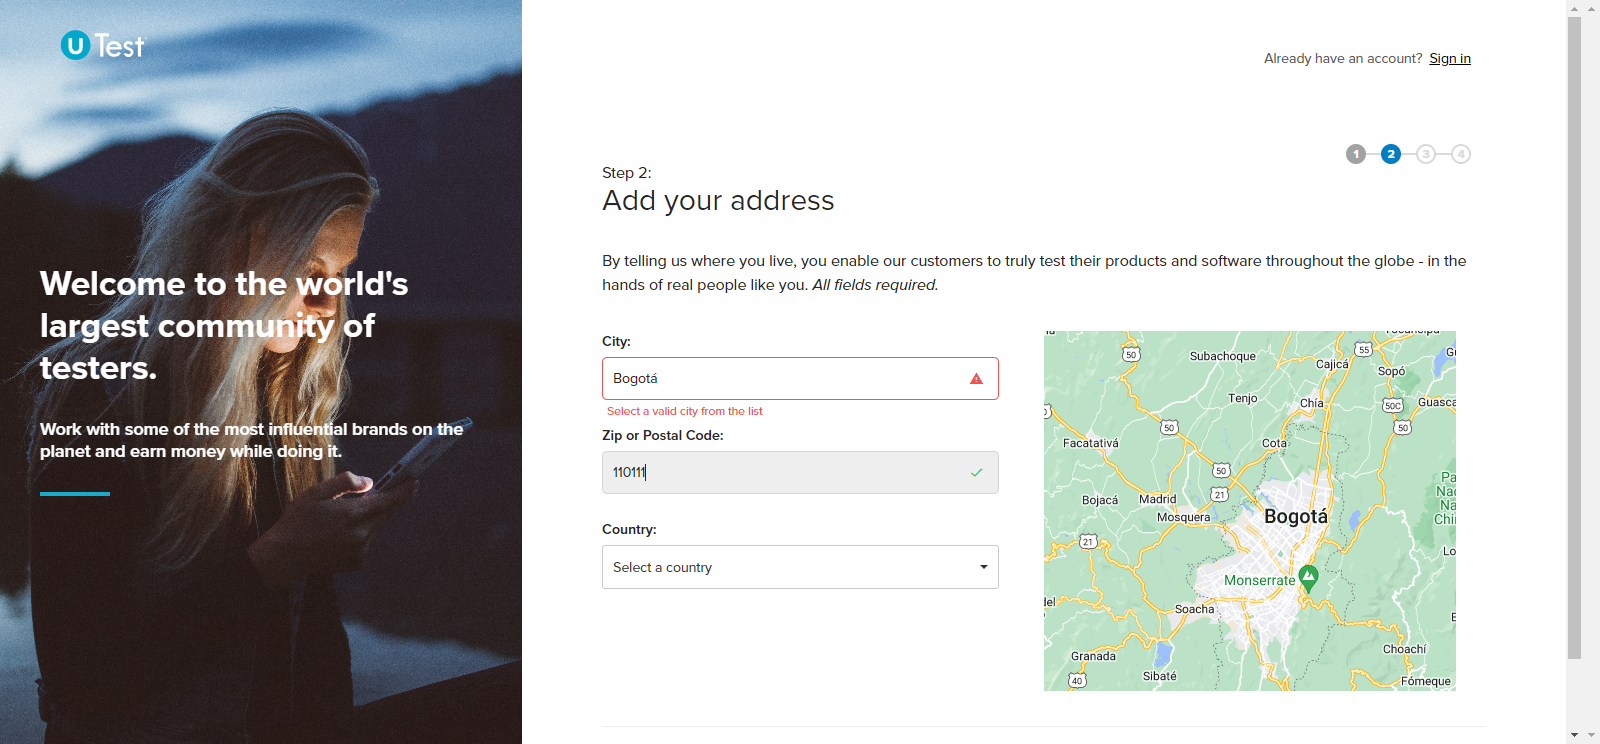 U Test
Already have an account? Sign in
1 2 3 4
Step 2:
Add your address
Welcome to the world's
largest community of
testers.
Work with some of the most influential brands on the
planet and earn money while doing it.
By telling us where you live, you enable our customers to truly test their products and software throughout the globe - in the
hands of real people like you. All fields required.
City:
Bogotá
Select a valid city from the list
Zip or Postal Code:
110111
Country:
Select a country
50
Subachoque
55
Cajicá
Sopó
Tenjo
Chía
50C
Guasca
50
50
Facatativá
Cota
50
21
Bojacá
Madrid
Mosquera
Bogotá
21
Monserrate
Soacha
Choachí
Granada
Sibaté
40
Fómeque